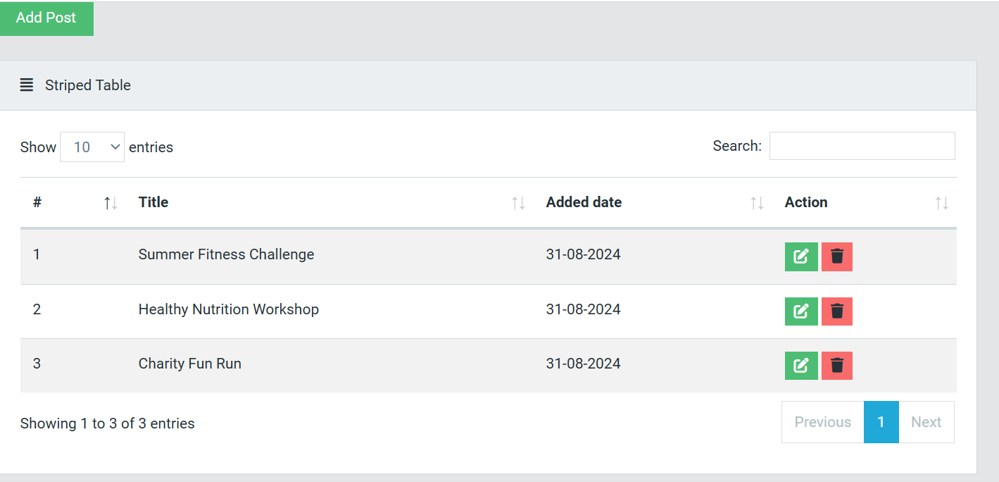 Add Post
Striped Table
Show 10 entries Search:
# Title Added date Action
1 Summer Fitness Challenge 31-08-2024
2 Healthy Nutrition Workshop 31-08-2024
3 Charity Fun Run 31-08-2024
Showing 1 to 3 of 3 entries Previous 1 Next